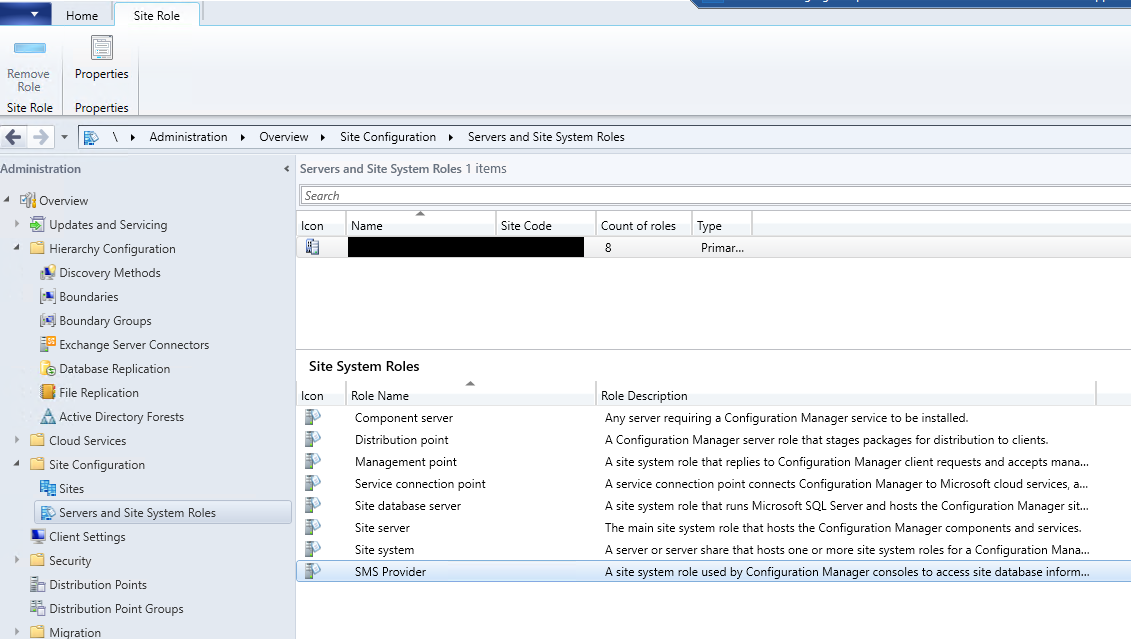 Home Site Role
Remove Role
Properties
Site Role
Properties
\ Administration Overview Site Configuration Servers and Site System Roles
Administration
Servers and Site System Roles 1 items
Overview
Search
Updates and Servicing
Icon Name Site Code Count of roles Type
Hierarchy Configuration
8 Primar...
Discovery Methods
Boundaries
Boundary Groups
Exchange Server Connectors
Database Replication
File Replication
Active Directory Forests
Cloud Services
Site Configuration
Sites
Servers and Site System Roles
Client Settings
Security
Distribution Points
Distribution Point Groups
Migration
Site System Roles
Icon Role Name Role Description
Component server Any server requiring a Configuration Manager service to be installed.
Distribution point A Configuration Manager server role that stages packages for distribution to clients.
Management point A site system role that replies to Configuration Manager client requests and accepts mana...
Service connection point A service connection point connects Configuration Manager to Microsoft cloud services, a...
Site database server A site system role that runs Microsoft SQL Server and hosts the Configuration Manager sit...
Site server The main site system role that hosts the Configuration Manager components and services.
Site system A server or server share that hosts one or more site system roles for a Configuration Mana...
SMS Provider A site system role used by Configuration Manager consoles to access site database inform...